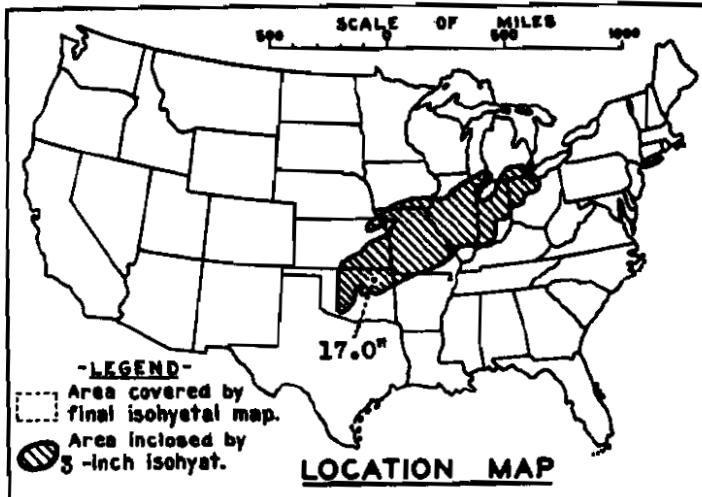 SCALE OF MILES
500 0 500 1000
17.0"
-LEGEND-
Area covered by
final isohyetal map.
Area inclosed by
3-inch isohyat.
LOCATION MAP